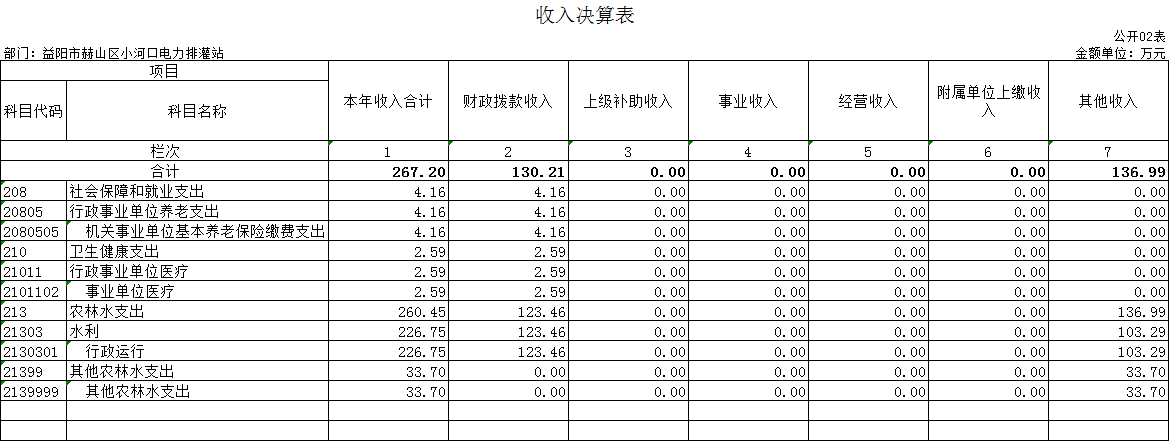 收入决算表
公开02表
部门：益阳市赫山区小河口电力排灌站 金额单位：万元
项目
科目代码 科目名称 本年收入合计 财政拨款收入 上级补助收入 事业收入 经营收入 附属单位上缴收入 其他收入
栏次 1 2 3 4 5 6 7
合计 267.20 130.21 0.00 0.00 0.00 0.00 136.99
208 社会保障和就业支出 4.16 4.16 0.00 0.00 0.00 0.00 0.00
20805 行政事业单位养老支出 4.16 4.16 0.00 0.00 0.00 0.00 0.00
2080505 机关事业单位基本养老保险缴费支出 4.16 4.16 0.00 0.00 0.00 0.00 0.00
210 卫生健康支出 2.59 2.59 0.00 0.00 0.00 0.00 0.00
21011 行政事业单位医疗 2.59 2.59 0.00 0.00 0.00 0.00 0.00
2101102 事业单位医疗 2.59 2.59 0.00 0.00 0.00 0.00 0.00
213 农林水支出 260.45 123.46 0.00 0.00 0.00 0.00 136.99
21303 水利 226.75 123.46 0.00 0.00 0.00 0.00 103.29
2130301 行政运行 226.75 123.46 0.00 0.00 0.00 0.00 103.29
21399 其他农林水支出 33.70 0.00 0.00 0.00 0.00 0.00 33.70
2139999 其他农林水支出 33.70 0.00 0.00 0.00 0.00 0.00 33.70